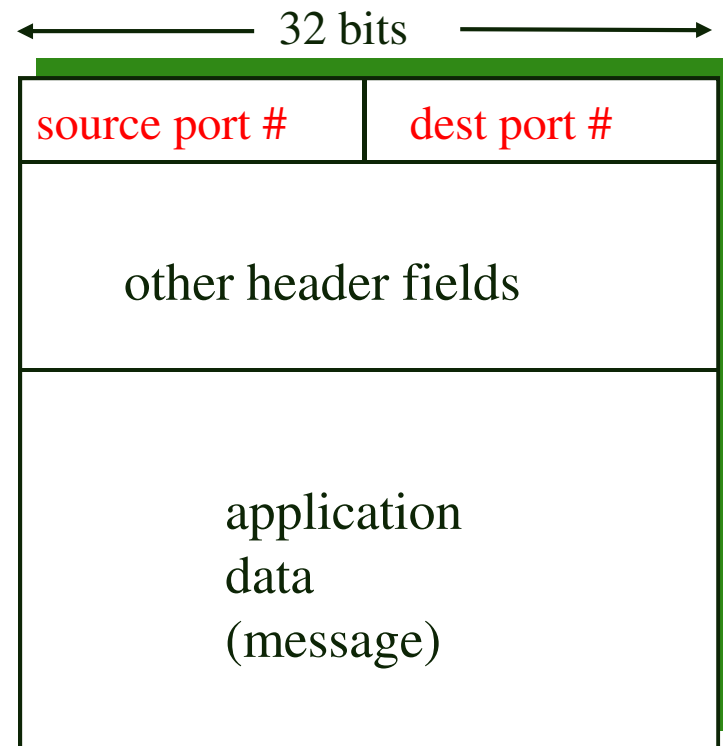 32 bits
source port #
dest port #
other header fields
application
data
(message)